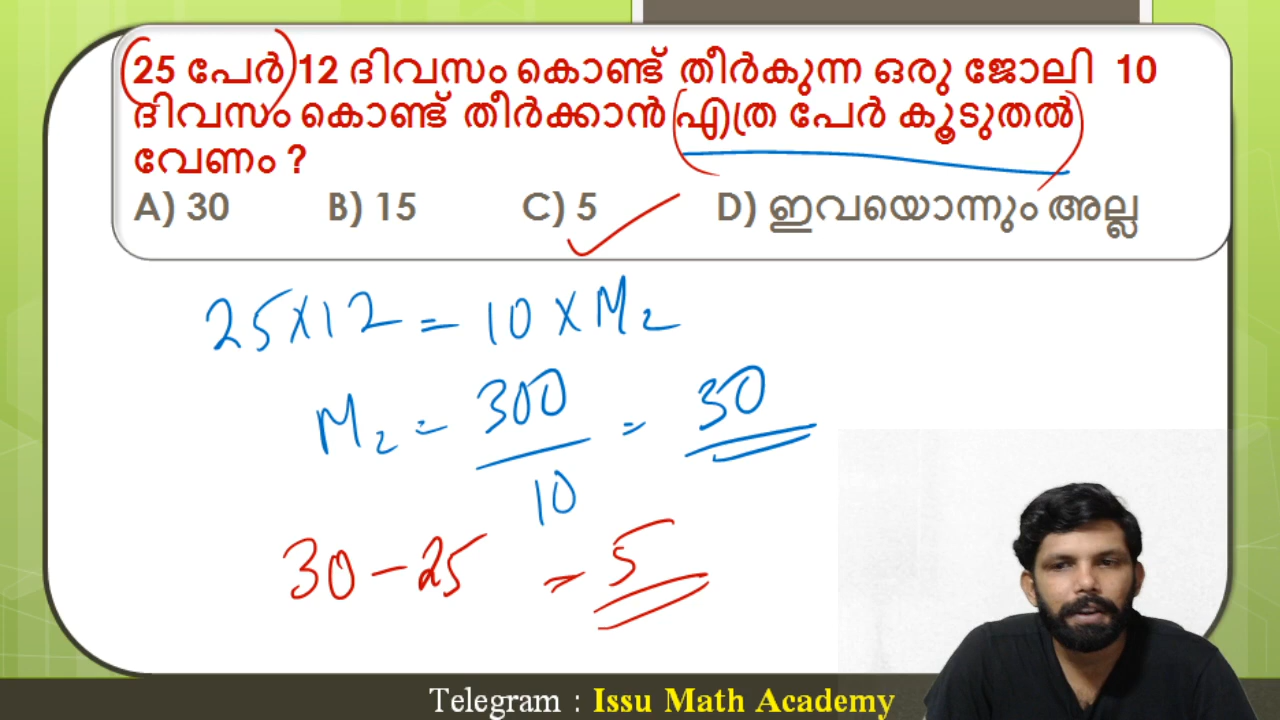 25 പേർ 12 ദിവസം കൊണ്ട് തീർകുന്ന ഒരു ജോലി 10
ദിവസം കൊണ്ട് തീർക്കാൻ എത്ര പേർ കൂടുതൽ
വേണം ?
A) 30 B) 15 C) 5 D) ഇവയൊന്നും അല്ല
25×12 = 10 × M2
M2 = 300/10 = 30
30 - 25 = 5
Telegram : Issu Math Academy